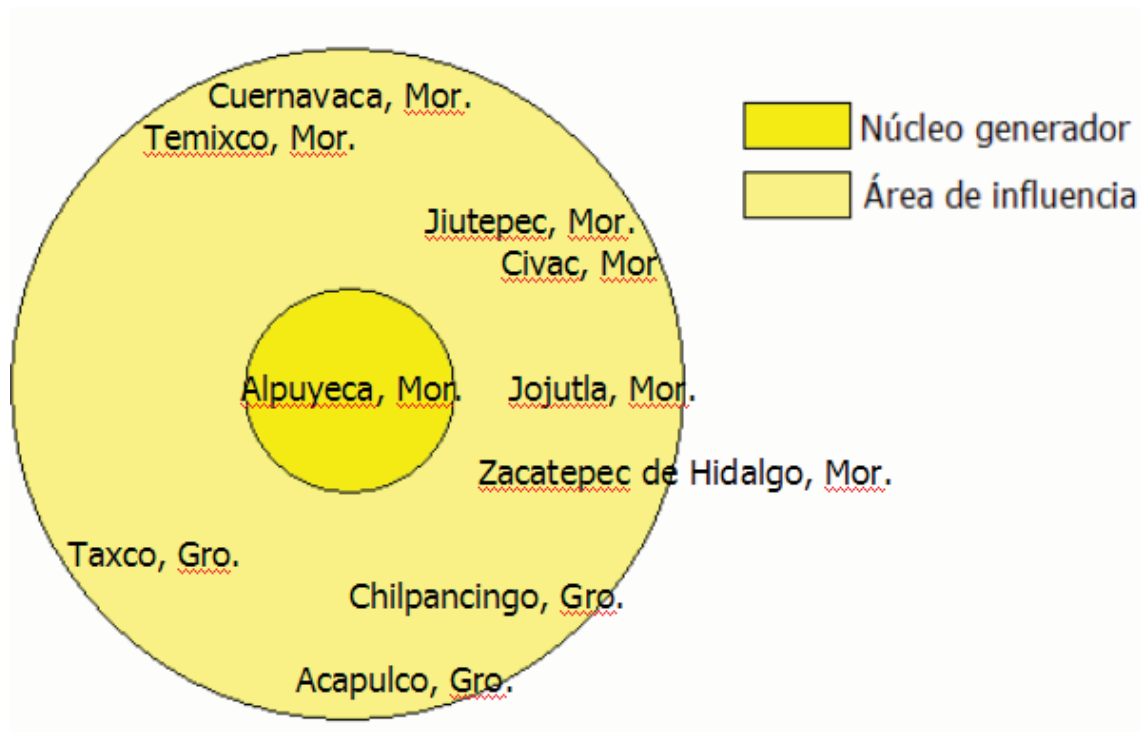 Cuernavaca, Mor.
Temixco, Mor.
Jiutepec, Mor.
Civac, Mor
Alpuyeca, Mor.
Jojutla, Mor.
Zacatepec de Hidalgo, Mor.
Taxco, Gro.
Chilpancingo, Gro.
Acapulco, Gro.
Núcleo generador
Área de influencia